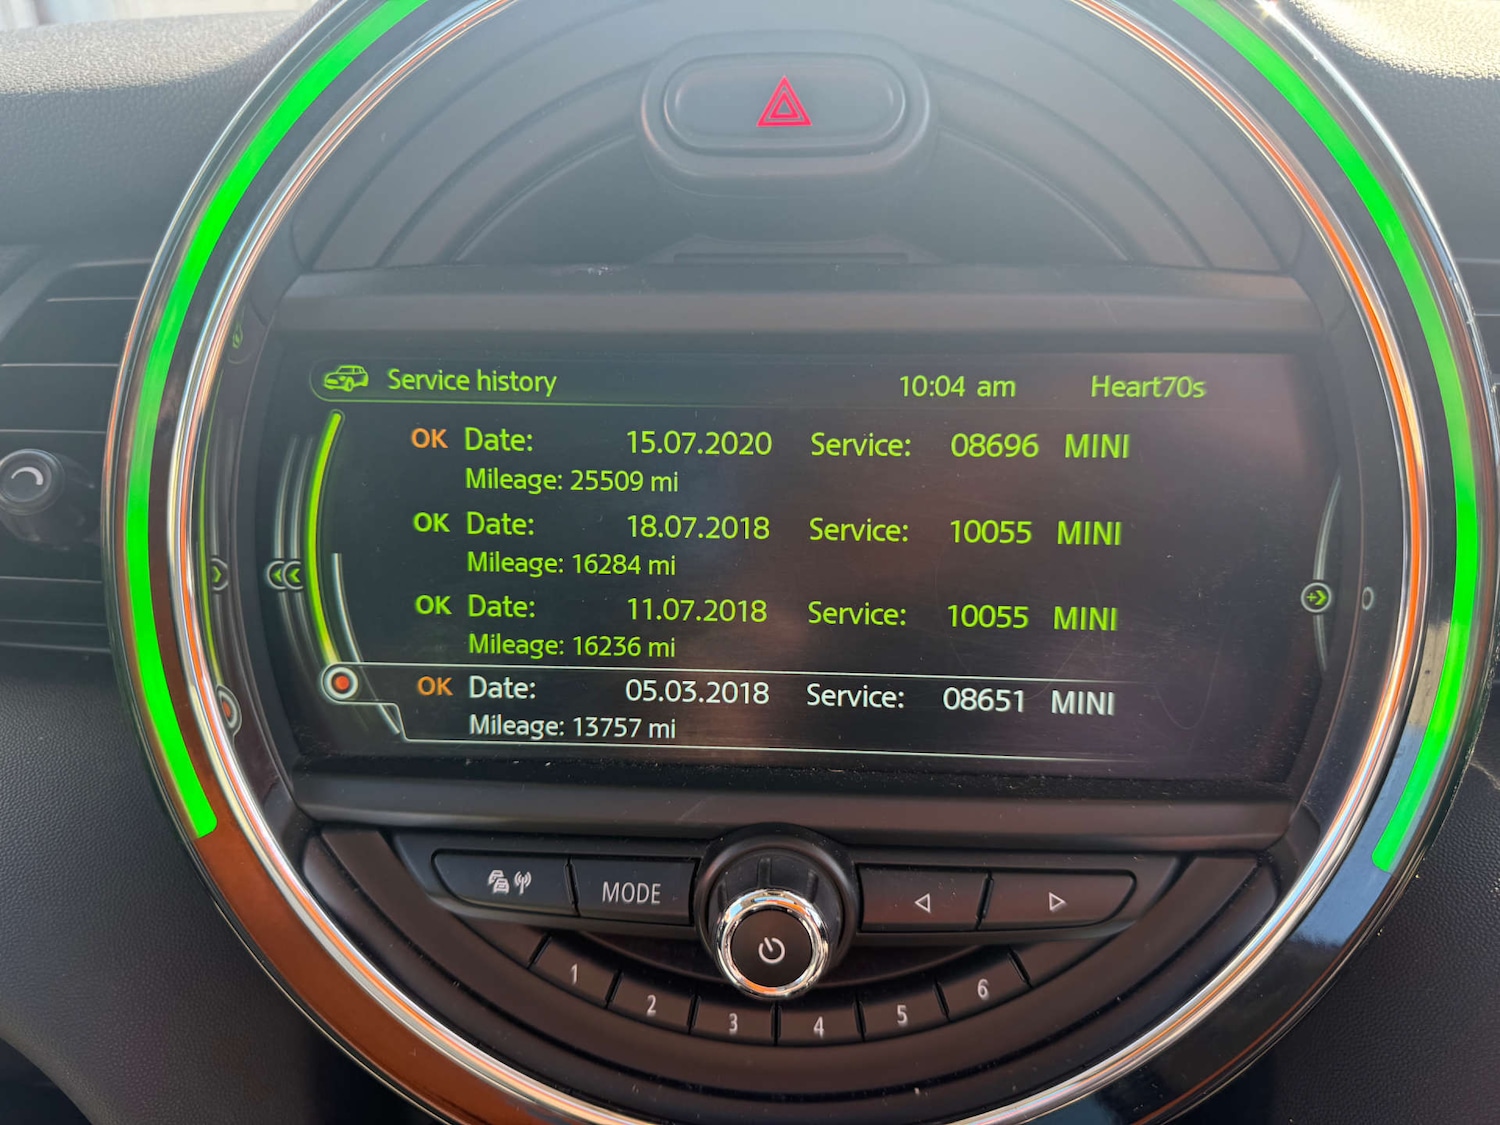 Service history 10:04 am Heart70s
OK Date: 15.07.2020 Service: 08696 MINI
Mileage: 25509 mi
OK Date: 18.07.2018 Service: 10055 MINI
Mileage: 16284 mi
OK Date: 11.07.2018 Service: 10055 MINI
Mileage: 16236 mi
OK Date: 05.03.2018 Service: 08651 MINI
Mileage: 13757 mi
MODE
1 2 3 4 5 6